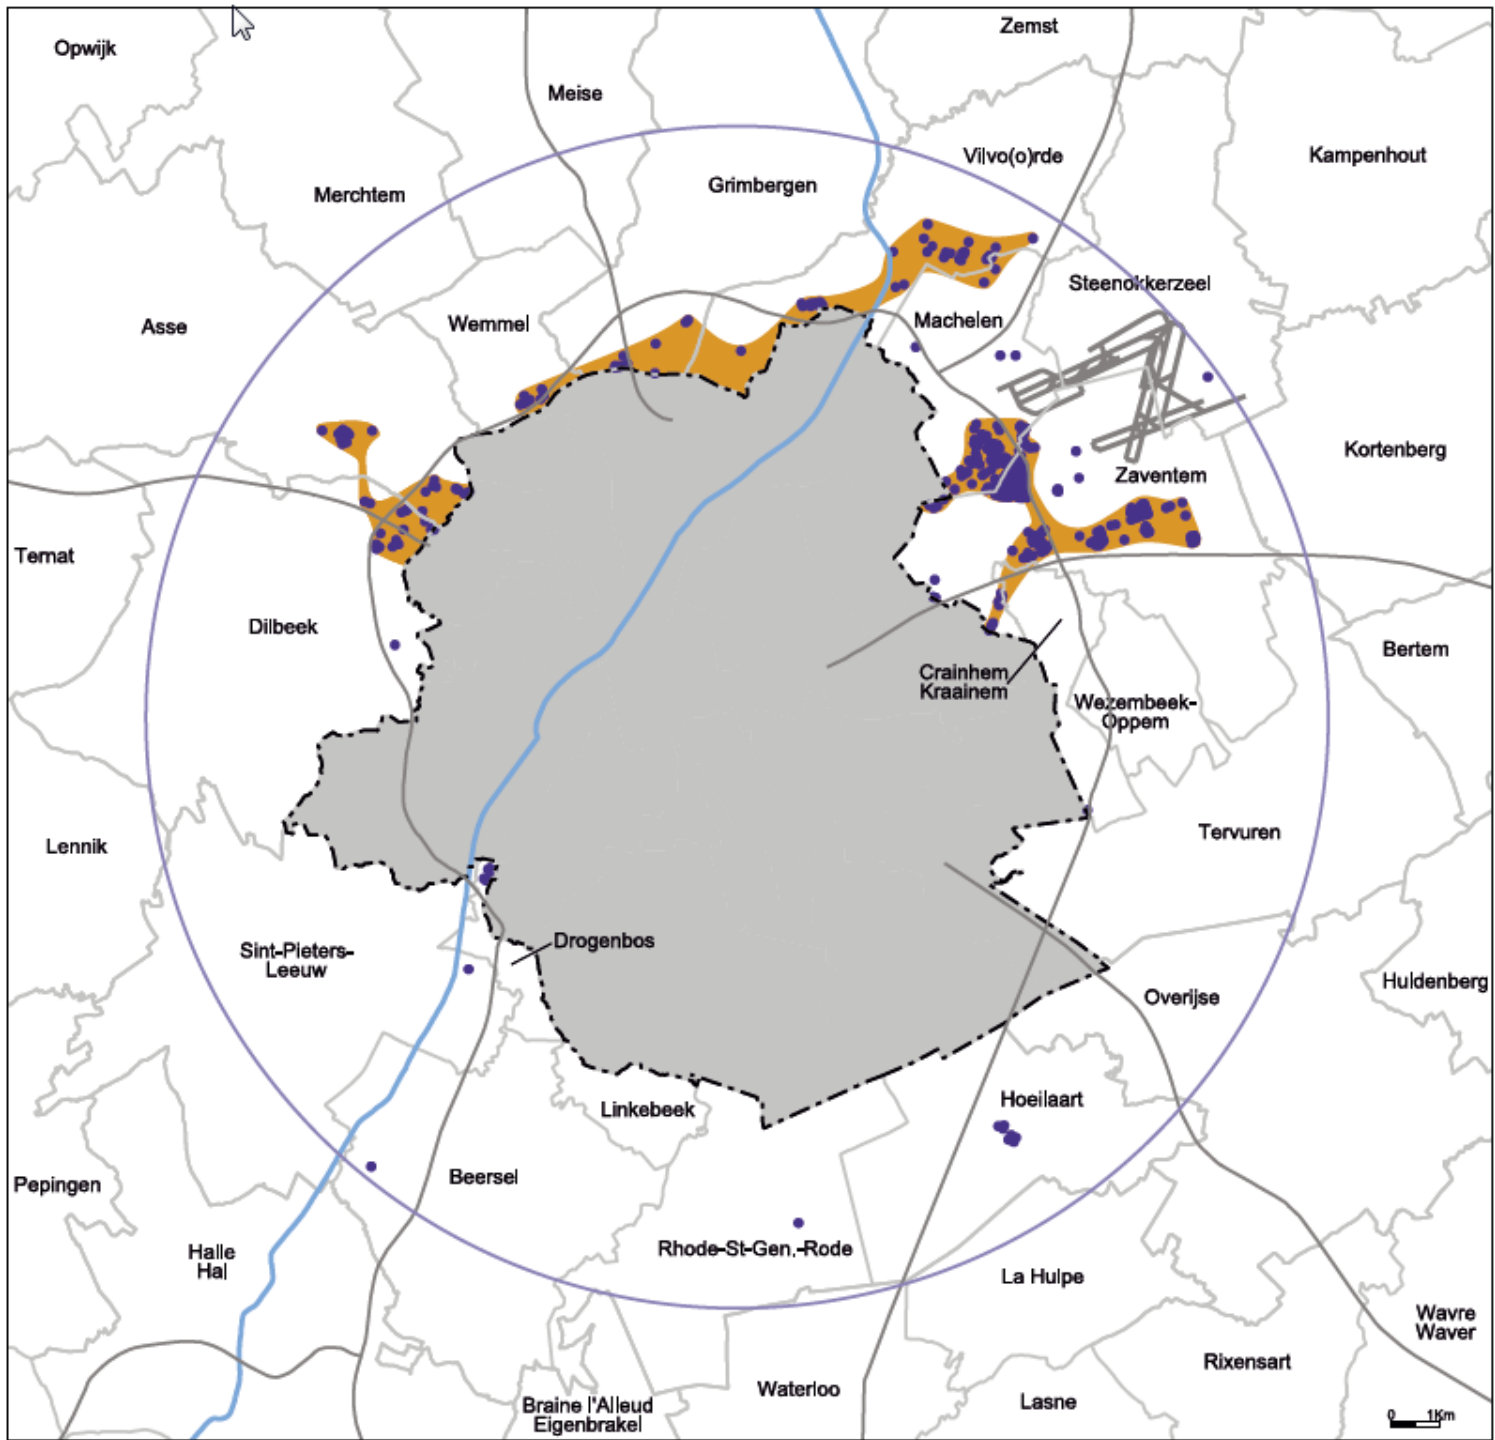 Zemst
Opwijk
Meise
Vilvo(o)rde
Kampenhout
Grimbergen
Merchtem
Steenokkerzeel
Asse
Wemmel
Machelen
Kortenberg
Zaventem
Ternat
Dilbeek
Bertem
Crainhem
Kraainem
Wezembeek-
Oppem
Tervuren
Lennik
Drogenbos
Sint-Pieters-
Leeuw
Huldenberg
Overijse
Hoeilaart
Linkebeek
Beersel
Pepingen
Rhode-St-Gen.-Rode
Halle
Hal
La Hulpe
Wavre
Waver
Rixensart
Waterloo
Lasne
Braine l'Alleud
Eigenbrakel
0 1Km